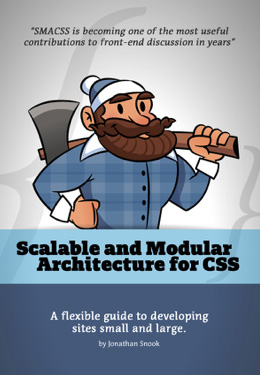 "SMACSS is becoming one of the most useful
contributions to front-end discussion in years"
Scalable and Modular
Architecture for CSS
A flexible guide to developing
sites small and large.
by Jonathan Snook